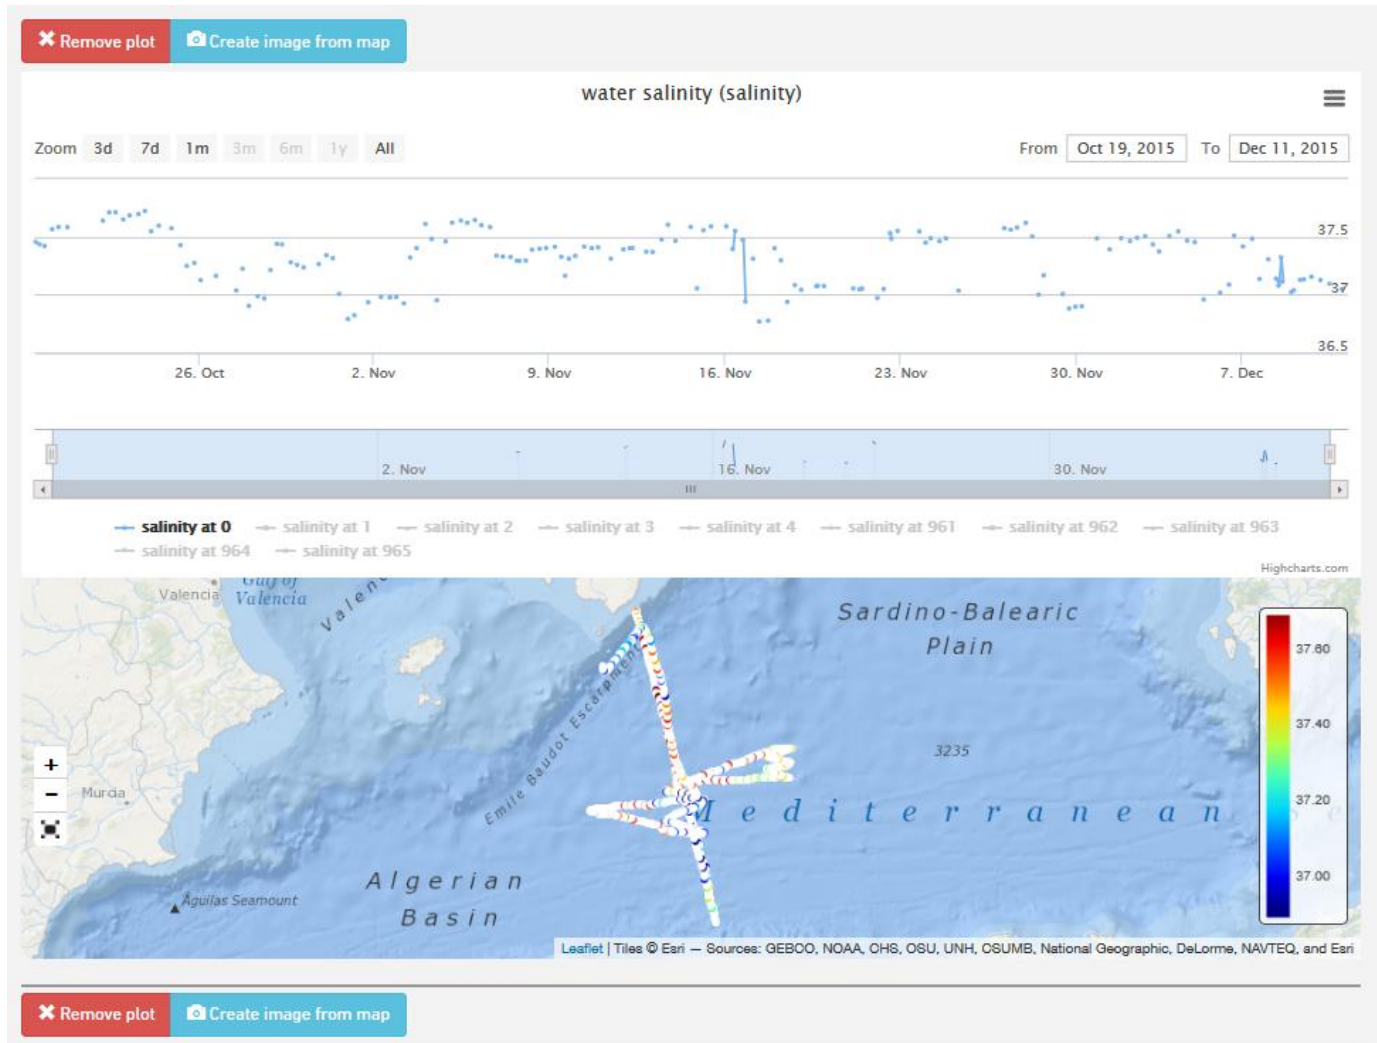 Remove plot Create image from map
water salinity (salinity)
Zoom 3d 7d 1m 3m 6m 1y All From Oct 19, 2015 To Dec 11, 2015
37.5
37
36.5
26. Oct 2. Nov 9. Nov 16. Nov 23. Nov 30. Nov 7. Dec
2. Nov 16. Nov 30. Nov
salinity at 0 salinity at 1 salinity at 2 salinity at 3 salinity at 4 salinity at 961 salinity at 962 salinity at 963
salinity at 964 salinity at 965
Highcharts.com
Gulf of
Valencia Valencia
Valenc
Sardino-Balearic
Plain
37.60
37.40
37.20
37.00
Emile Baudot Escarpment
3235
+
−
Murcia
Mediterranean
Algerian
Basin
Águilas Seamount
Leaflet | Tiles © Esri — Sources: GEBCO, NOAA, CHS, OSU, UNH, CSUMB, National Geographic, DeLorme, NAVTEQ, and Esri
Remove plot Create image from map